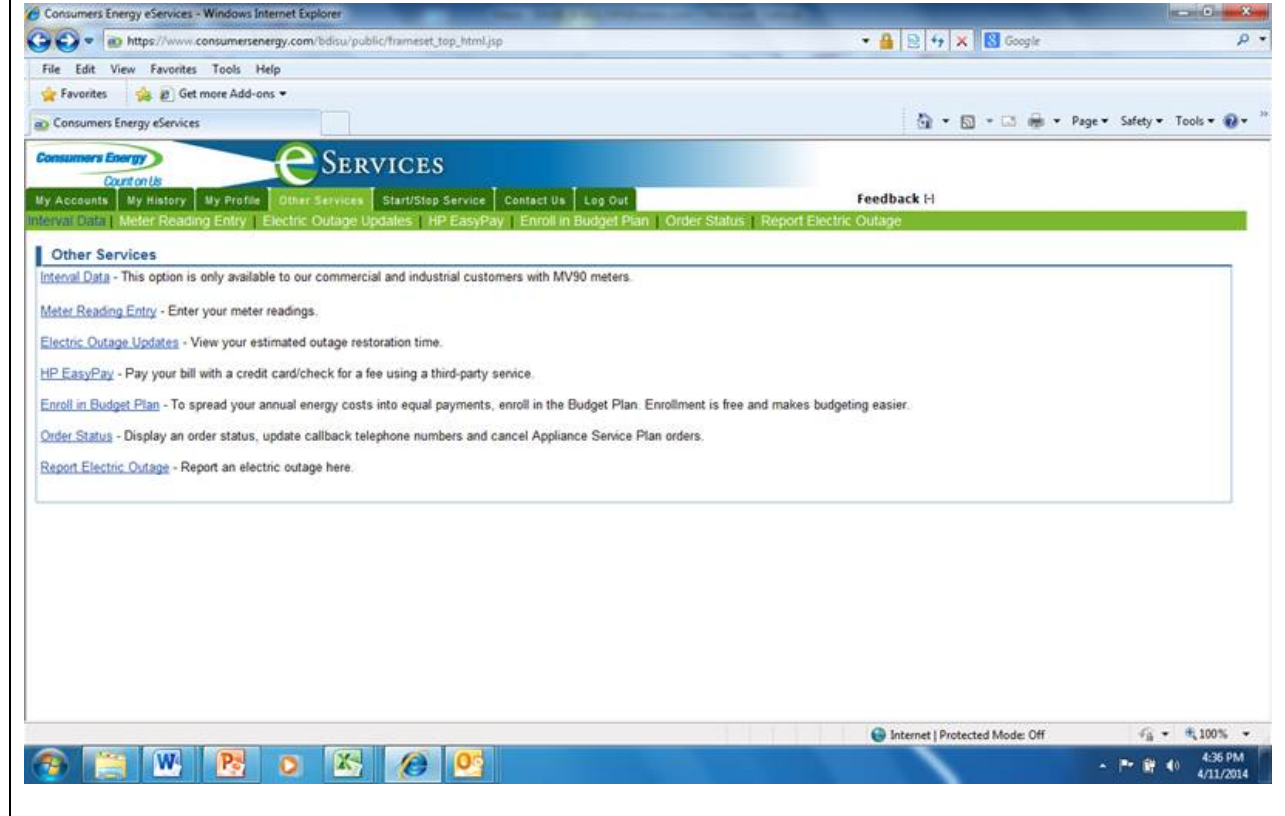 Consumers Energy eServices - Windows Internet Explorer
https://www.consumersenergy.com/bdisu/public/frameset_top_html.jsp Google
File Edit View Favorites Tools Help
Favorites Get more Add-ons
Consumers Energy eServices Page Safety Tools
Consumers Energy
Count on Us
e SERVICES
My Accounts My History My Profile Other Services Start/Stop Service Contact Us Log Out Feedback [-]
Interval Data | Meter Reading Entry | Electric Outage Updates | HP EasyPay | Enroll in Budget Plan | Order Status | Report Electric Outage
Other Services
Interval Data - This option is only available to our commercial and industrial customers with MV90 meters.
Meter Reading Entry - Enter your meter readings.
Electric Outage Updates - View your estimated outage restoration time.
HP EasyPay - Pay your bill with a credit card/check for a fee using a third-party service.
Enroll in Budget Plan - To spread your annual energy costs into equal payments, enroll in the Budget Plan. Enrollment is free and makes budgeting easier.
Order Status - Display an order status, update callback telephone numbers and cancel Appliance Service Plan orders.
Report Electric Outage - Report an electric outage here.
Internet | Protected Mode: Off 100%
4:36 PM
4/11/2014